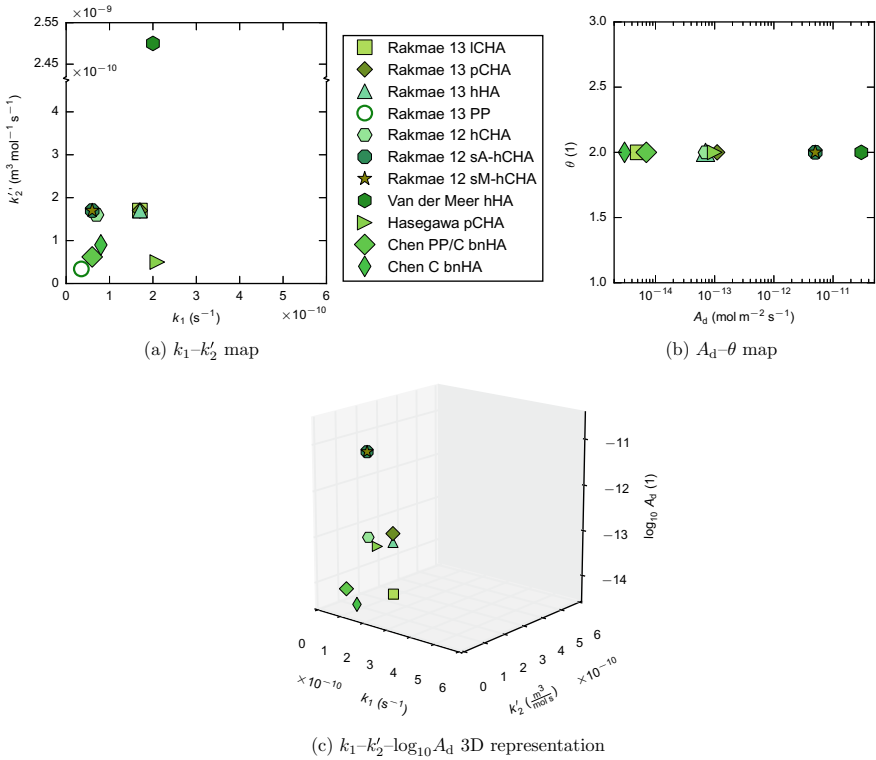 ×10⁻⁹
2.55
2.45
×10⁻¹⁰
4
3
2
1
0
k₂′ (m³ mol⁻¹ s⁻¹)
0 1 2 3 4 5 6
k₁ (s⁻¹)
×10⁻¹⁰
(a) k₁–k₂′ map
Rakmae 13 lCHA
Rakmae 13 pCHA
Rakmae 13 hHA
Rakmae 13 PP
Rakmae 12 hCHA
Rakmae 12 sA-hCHA
Rakmae 12 sM-hCHA
Van der Meer hHA
Hasegawa pCHA
Chen PP/C bnHA
Chen C bnHA
3.0
2.5
2.0
1.5
1.0
θ (1)
10⁻¹⁴ 10⁻¹³ 10⁻¹² 10⁻¹¹
A_d (mol m⁻² s⁻¹)
(b) A_d–θ map
−11
−12
−13
−14
log₁₀ A_d (1)
0 1 2 3 4 5 6
×10⁻¹⁰
k₁ (s⁻¹)
0 1 2 3 4 5 6
×10⁻¹⁰
k₂′ (m³/mol s)
(c) k₁–k₂′–log₁₀A_d 3D representation